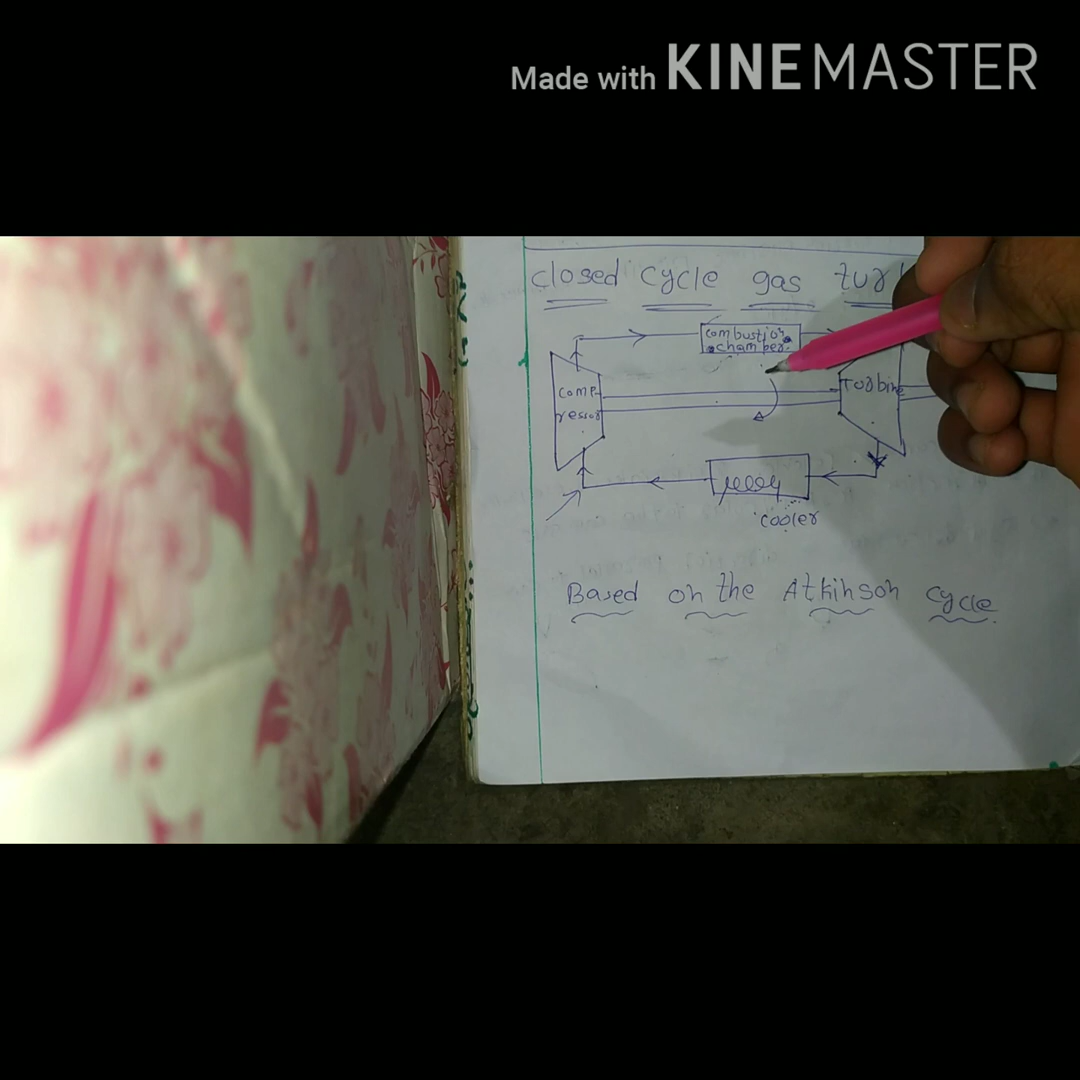 Made with KINEMASTER
closed cycle gas
combustion
chamber
comp
ressor
Turbine
cooler
Based on the Atkinson cycle